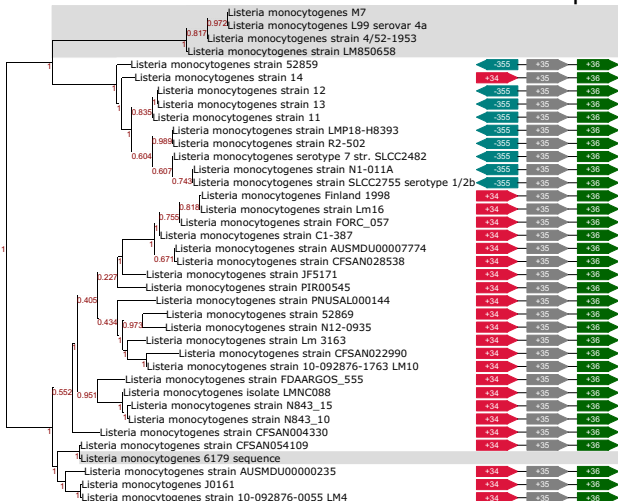 Listeria monocytogenes M7
0.972 Listeria monocytogenes L99 serovar 4a
0.817 Listeria monocytogenes strain 4/52-1953
Listeria monocytogenes strain LM850658
1 Listeria monocytogenes strain 52859 -355 +35 +36
Listeria monocytogenes strain 14 +34 +35 +36
1 Listeria monocytogenes strain 12 -355 +35 +36
1 Listeria monocytogenes strain 13 -355 +35 +36
0.835 Listeria monocytogenes strain 11 -355 +35 +36
1 Listeria monocytogenes strain LMP18-H8393 -355 +35 +36
0.989 Listeria monocytogenes strain R2-502 -355 +35 +36
0.604 Listeria monocytogenes serotype 7 str. SLCC2482 -355 +35 +36
0.607 Listeria monocytogenes strain N1-011A -355 +35 +36
0.743 Listeria monocytogenes strain SLCC2755 serotype 1/2b -355 +35 +36
Listeria monocytogenes Finland 1998 +34 +35 +36
0.818 Listeria monocytogenes strain Lm16 +34 +35 +36
0.755 Listeria monocytogenes strain FORC_057 +34 +35 +36
Listeria monocytogenes strain C1-387 +34 +35 +36
1 1 Listeria monocytogenes strain AUSMDU00007774 +34 +35 +36
1 0.671 Listeria monocytogenes strain CFSAN028538 +34 +35 +36
0.227 Listeria monocytogenes strain JF5171 +34 +35 +36
Listeria monocytogenes strain PIR00545 +34 +35 +36
0.405 Listeria monocytogenes strain PNUSAL000144 +34 +35 +36
Listeria monocytogenes strain 52869 +34 +35 +36
0.434 0.973 Listeria monocytogenes strain N12-0935 +34 +35 +36
1 Listeria monocytogenes strain Lm 3163 +34 +35 +36
1 1 Listeria monocytogenes strain CFSAN022990 +34 +35 +36
1 Listeria monocytogenes strain 10-092876-1763 LM10 +34 +35 +36
Listeria monocytogenes strain FDAARGOS_555 +34 +35 +36
0.552 0.951 Listeria monocytogenes isolate LMNC088 +34 +35 +36
1 Listeria monocytogenes strain N843_15 +34 +35 +36
1 Listeria monocytogenes strain N843_10 +34 +35 +36
Listeria monocytogenes strain CFSAN004330 +34 +35 +36
1 Listeria monocytogenes strain CFSAN054109 +34 +35 +36
1 Listeria monocytogenes 6179 sequence
1 Listeria monocytogenes strain AUSMDU00000235 +34 +35 +36
1 Listeria monocytogenes J0161 +34 +35 +36
1 Listeria monocytogenes strain 10-092876-0055 LM4 +34 +35 +36